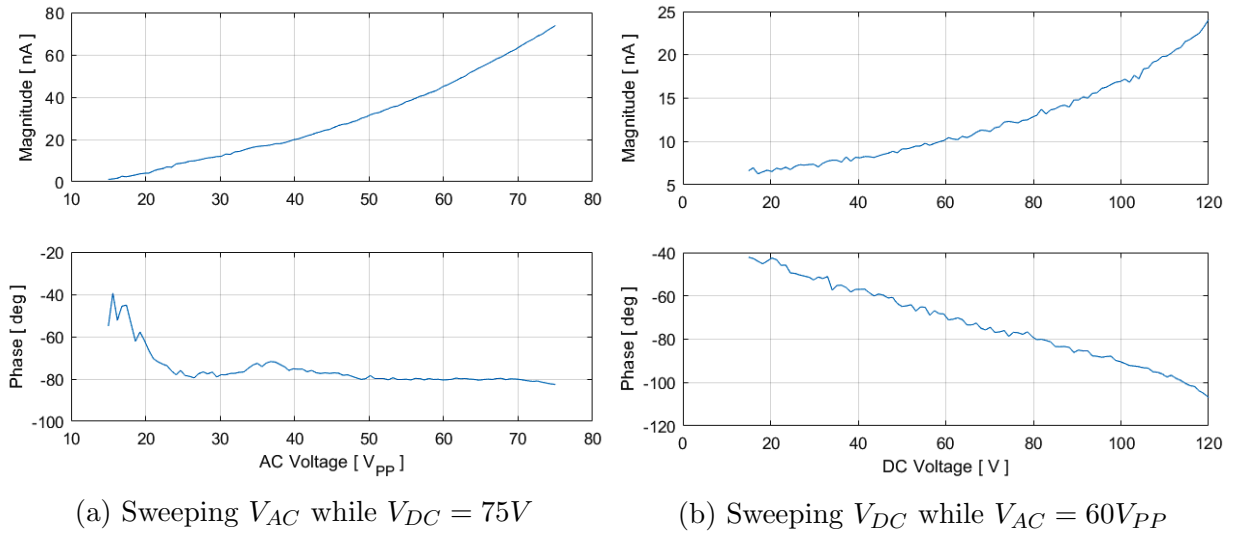 Magnitude [ nA ]
80
60
40
20
0
10 20 30 40 50 60 70 80
Phase [ deg ]
-20
-40
-60
-80
-100
10 20 30 40 50 60 70 80
AC Voltage [ V_PP ]
(a) Sweeping V_AC while V_DC = 75V
Magnitude [ nA ]
25
20
15
10
5
0 20 40 60 80 100 120
Phase [ deg ]
-40
-60
-80
-100
-120
0 20 40 60 80 100 120
DC Voltage [ V ]
(b) Sweeping V_DC while V_AC = 60V_PP